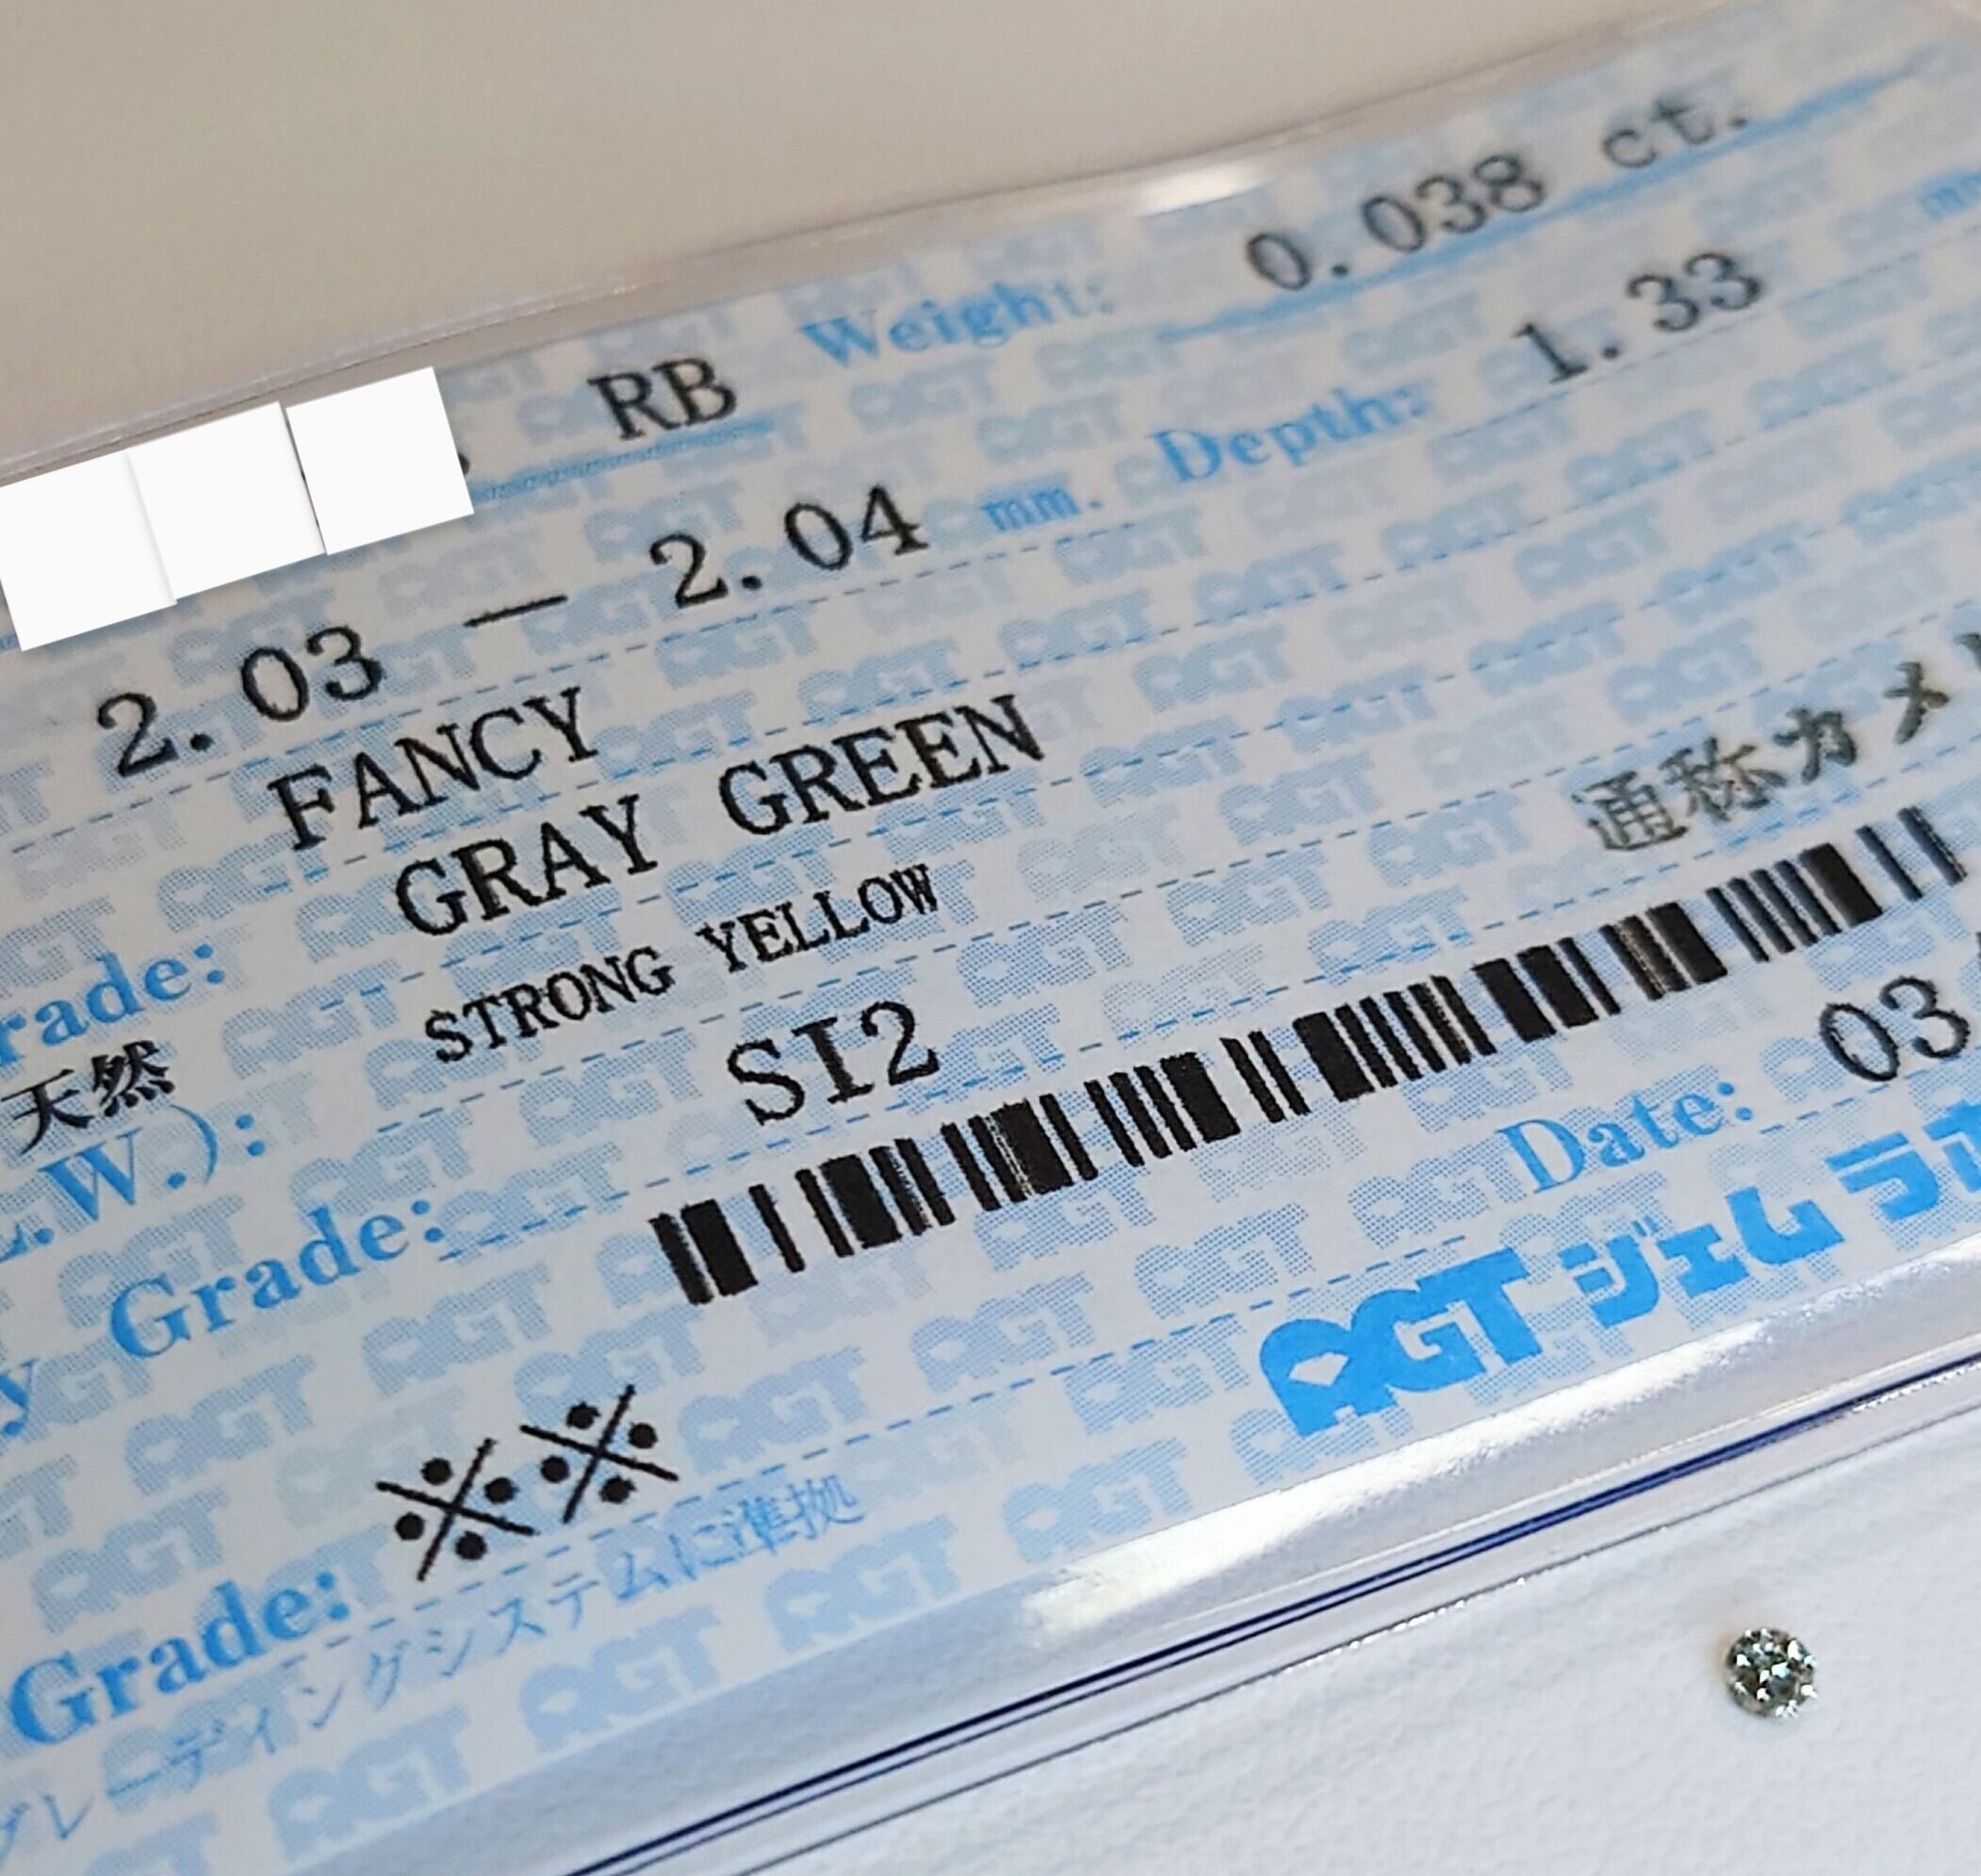 RB Weight: 0.038 ct.
2.03 — 2.04 mm. Depth: 1.33
FANCY
rade: GRAY GREEN
天然 STRONG YELLOW 通称カメ
.W.): SI2
y Grade:
Date: 03
※※
AGT ジェム ラボ
Grade:
グレーディングシステムに準拠